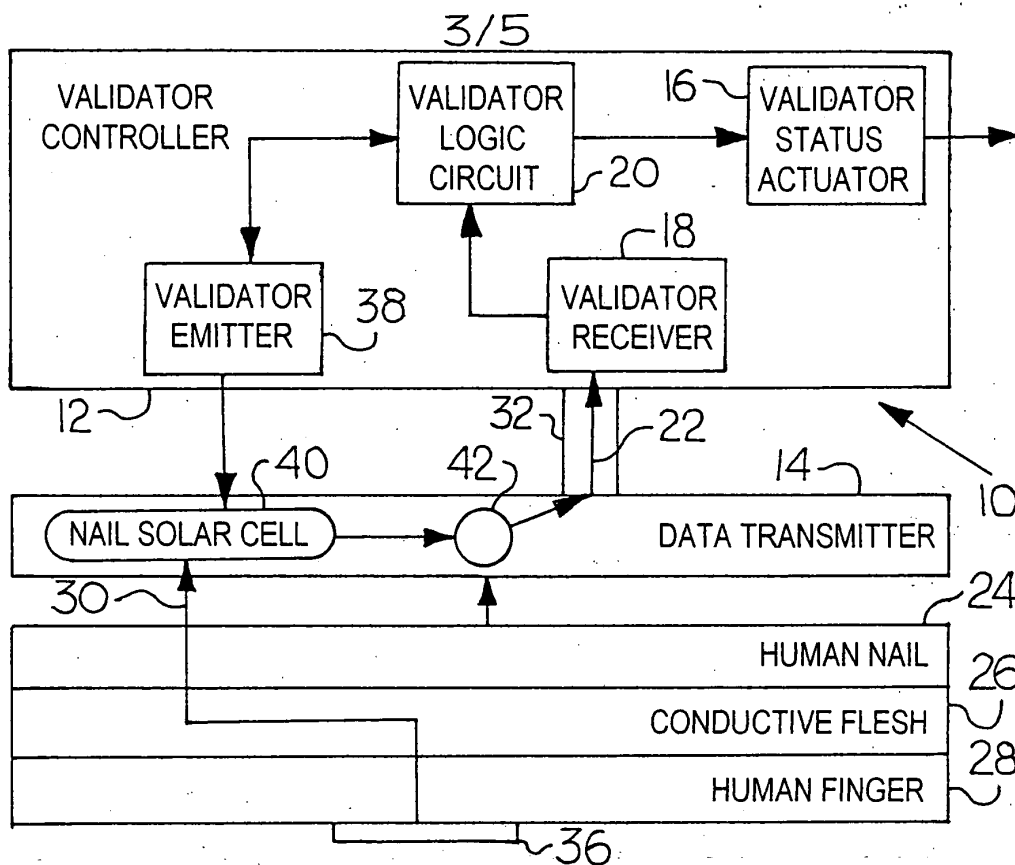 3/5
VALIDATOR
CONTROLLER
VALIDATOR
LOGIC
CIRCUIT
20
16
VALIDATOR
STATUS
ACTUATOR
18
VALIDATOR
EMITTER
38
VALIDATOR
RECEIVER
12
32
22
10
40
42
14
NAIL SOLAR CELL
DATA TRANSMITTER
30
24
HUMAN NAIL
26
CONDUCTIVE FLESH
28
HUMAN FINGER
36